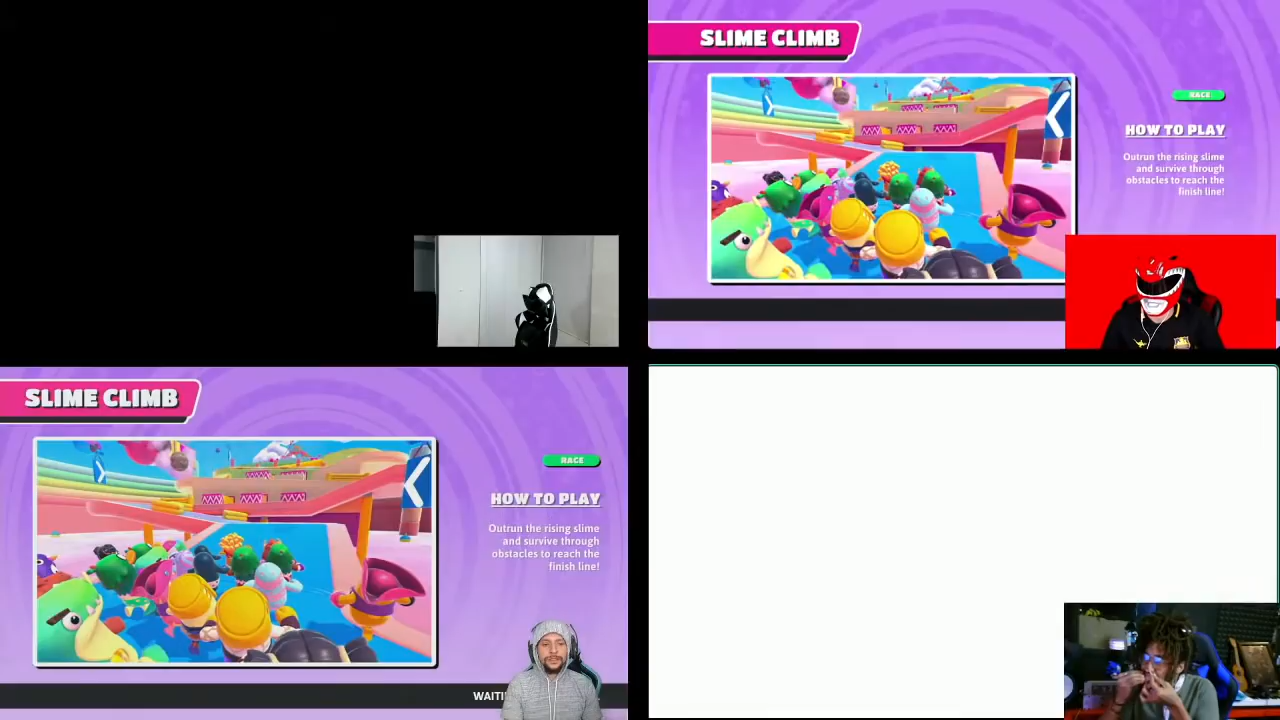 SLIME CLIMB
RACE
HOW TO PLAY
Outrun the rising slime
and survive through
obstacles to reach the
finish line!
SLIME CLIMB
RACE
HOW TO PLAY
Outrun the rising slime
and survive through
obstacles to reach the
finish line!